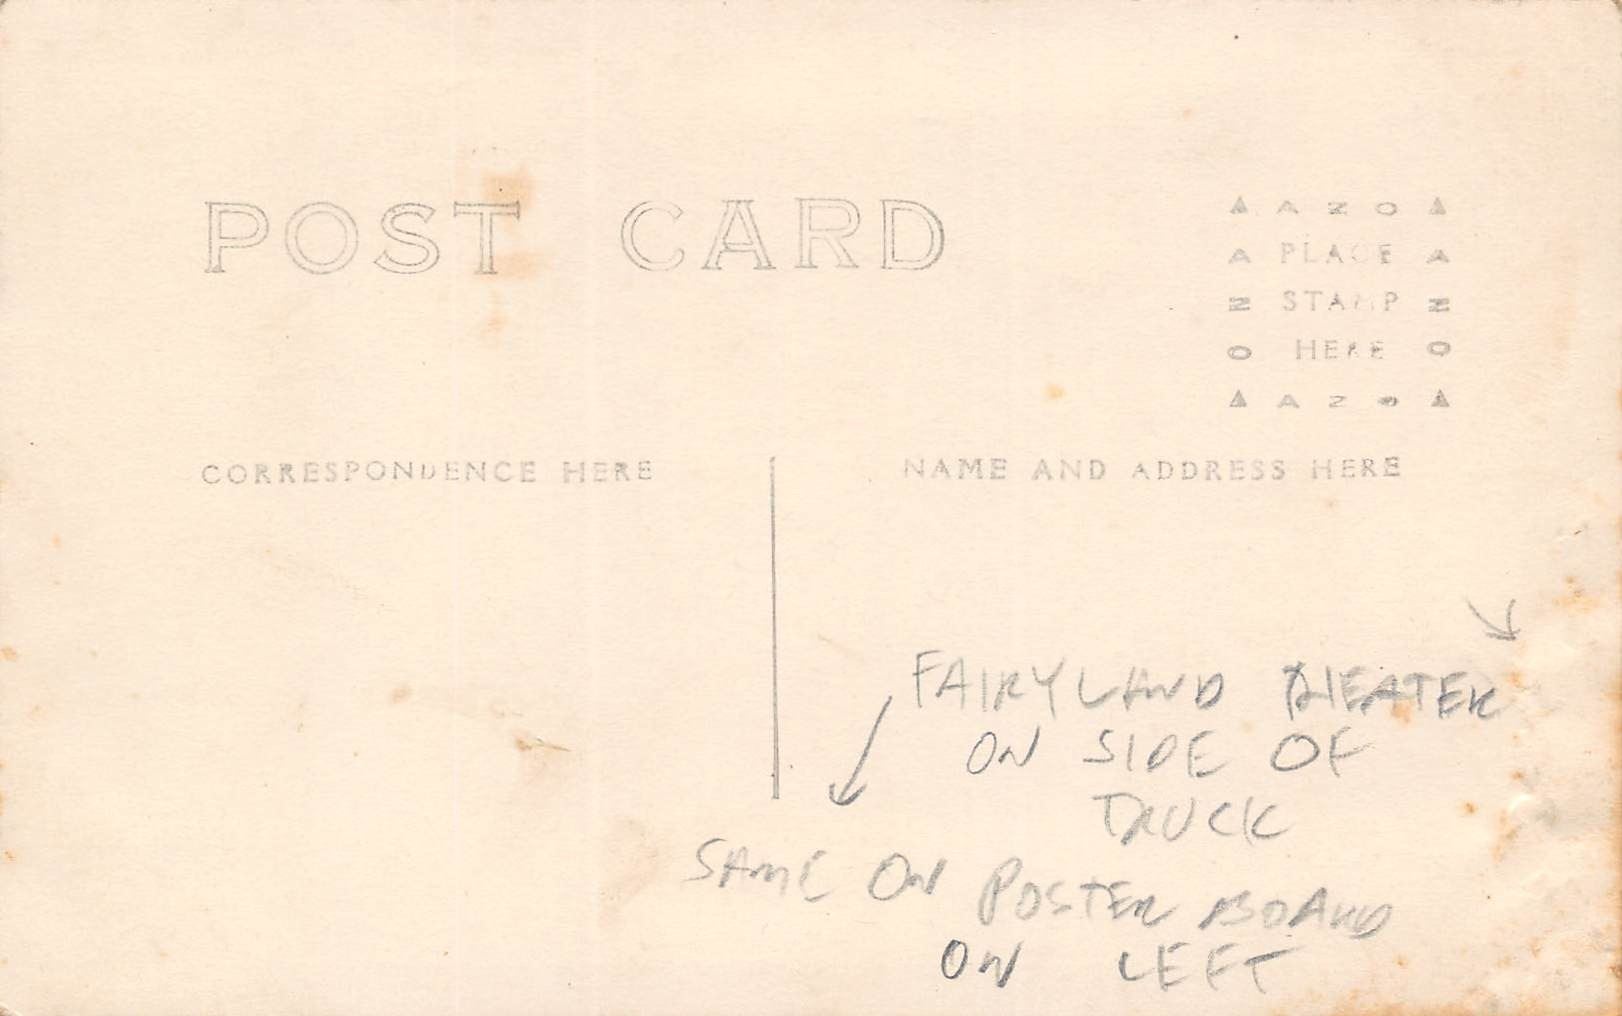 POST CARD
AZO
A PLACE A
Z STAMP Z
O HERE O
AZO
CORRESPONDENCE HERE
NAME AND ADDRESS HERE
FAIRYLAND THEATER
ON SIDE OF
TRUCK
SAME ON POSTER BOARD
ON LEFT